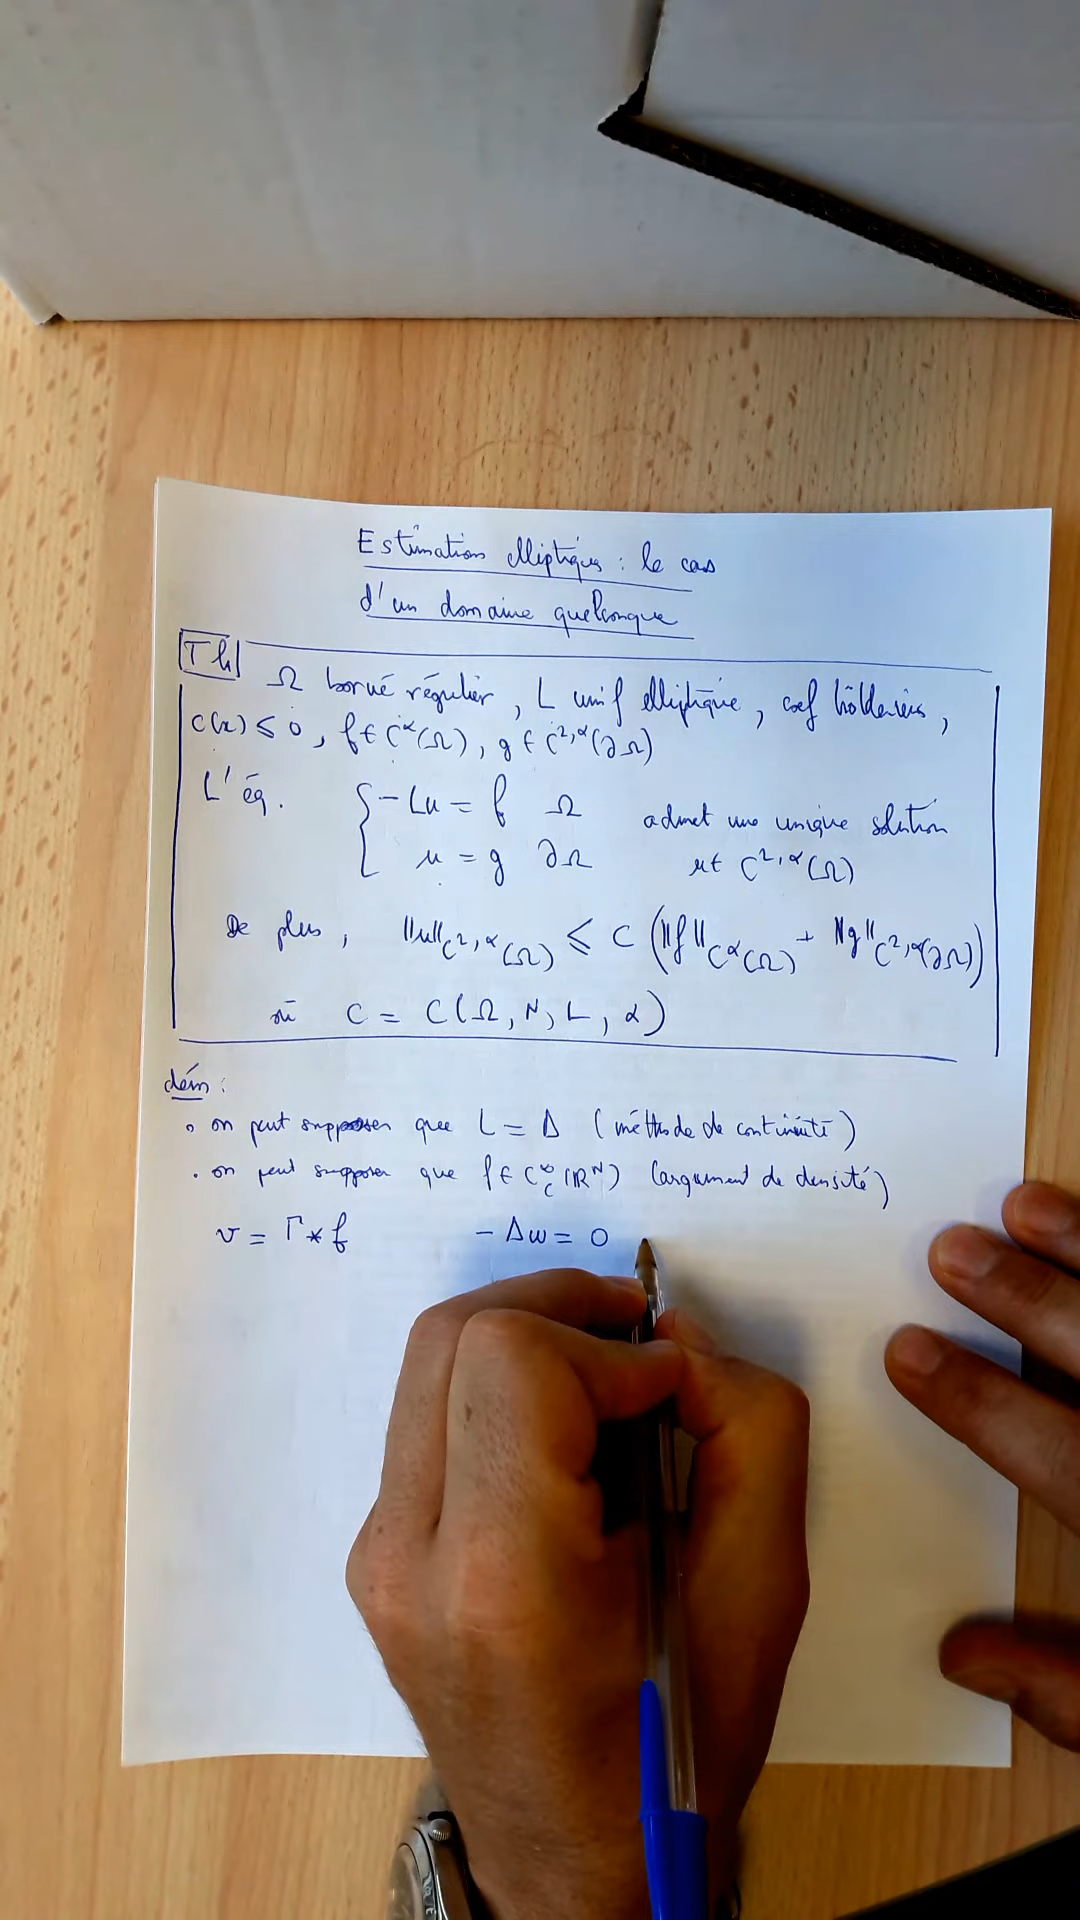 Estimations elliptiques : le cas
d'un domaine quelconque
Th
Ω borné régulier, L unif elliptique, coef höldériens,
c(x) ≤ 0, f ∈ C^α(Ω), g ∈ C^{2,α}(∂Ω)
L'éq. { -Lu = f Ω admet une unique solution
u = g ∂Ω u ∈ C^{2,α}(Ω)
De plus, ||u||_{C^{2,α}(Ω)} ≤ C (||f||_{C^α(Ω)} + ||g||_{C^{2,α}(∂Ω)})
où C = C(Ω, N, L, α)
dém :
• on peut supposer que L = Δ (méthode de continuité)
• on peut supposer que f ∈ C_c^∞(ℝ^N) (argument de densité)
v = Γ * f -Δw = 0